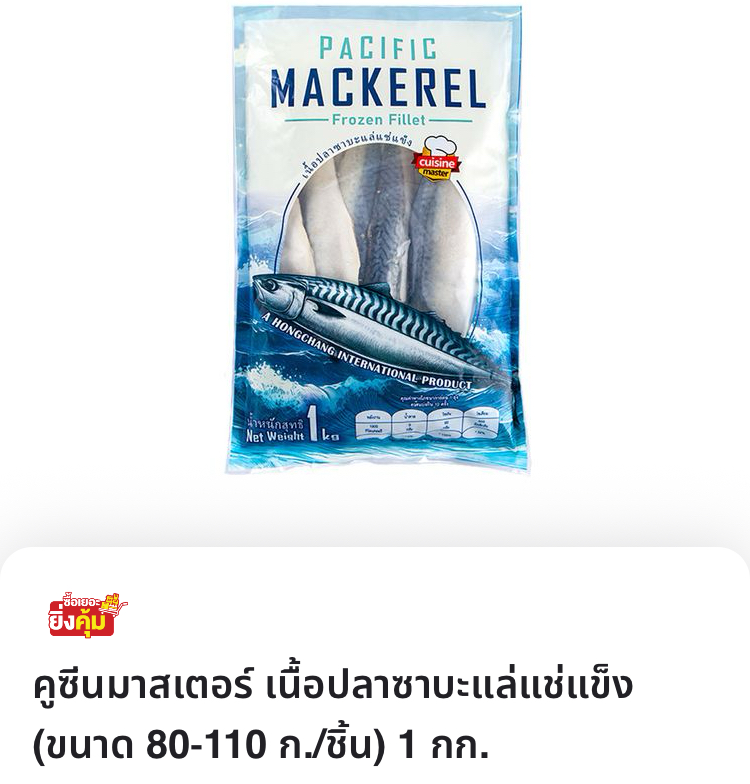 PACIFIC
MACKEREL
Frozen Fillet
เนื้อปลาซาบะแล่แช่แข็ง
cuisine
master
A HONGCHANG INTERNATIONAL PRODUCT
น้ำหนักสุทธิ
Net Weight 1 kg
ซื้อเยอะ
ยิ่งคุ้ม
คูซีนมาสเตอร์ เนื้อปลาซาบะแล่แช่แข็ง
(ขนาด 80-110 ก./ชิ้น) 1 กก.